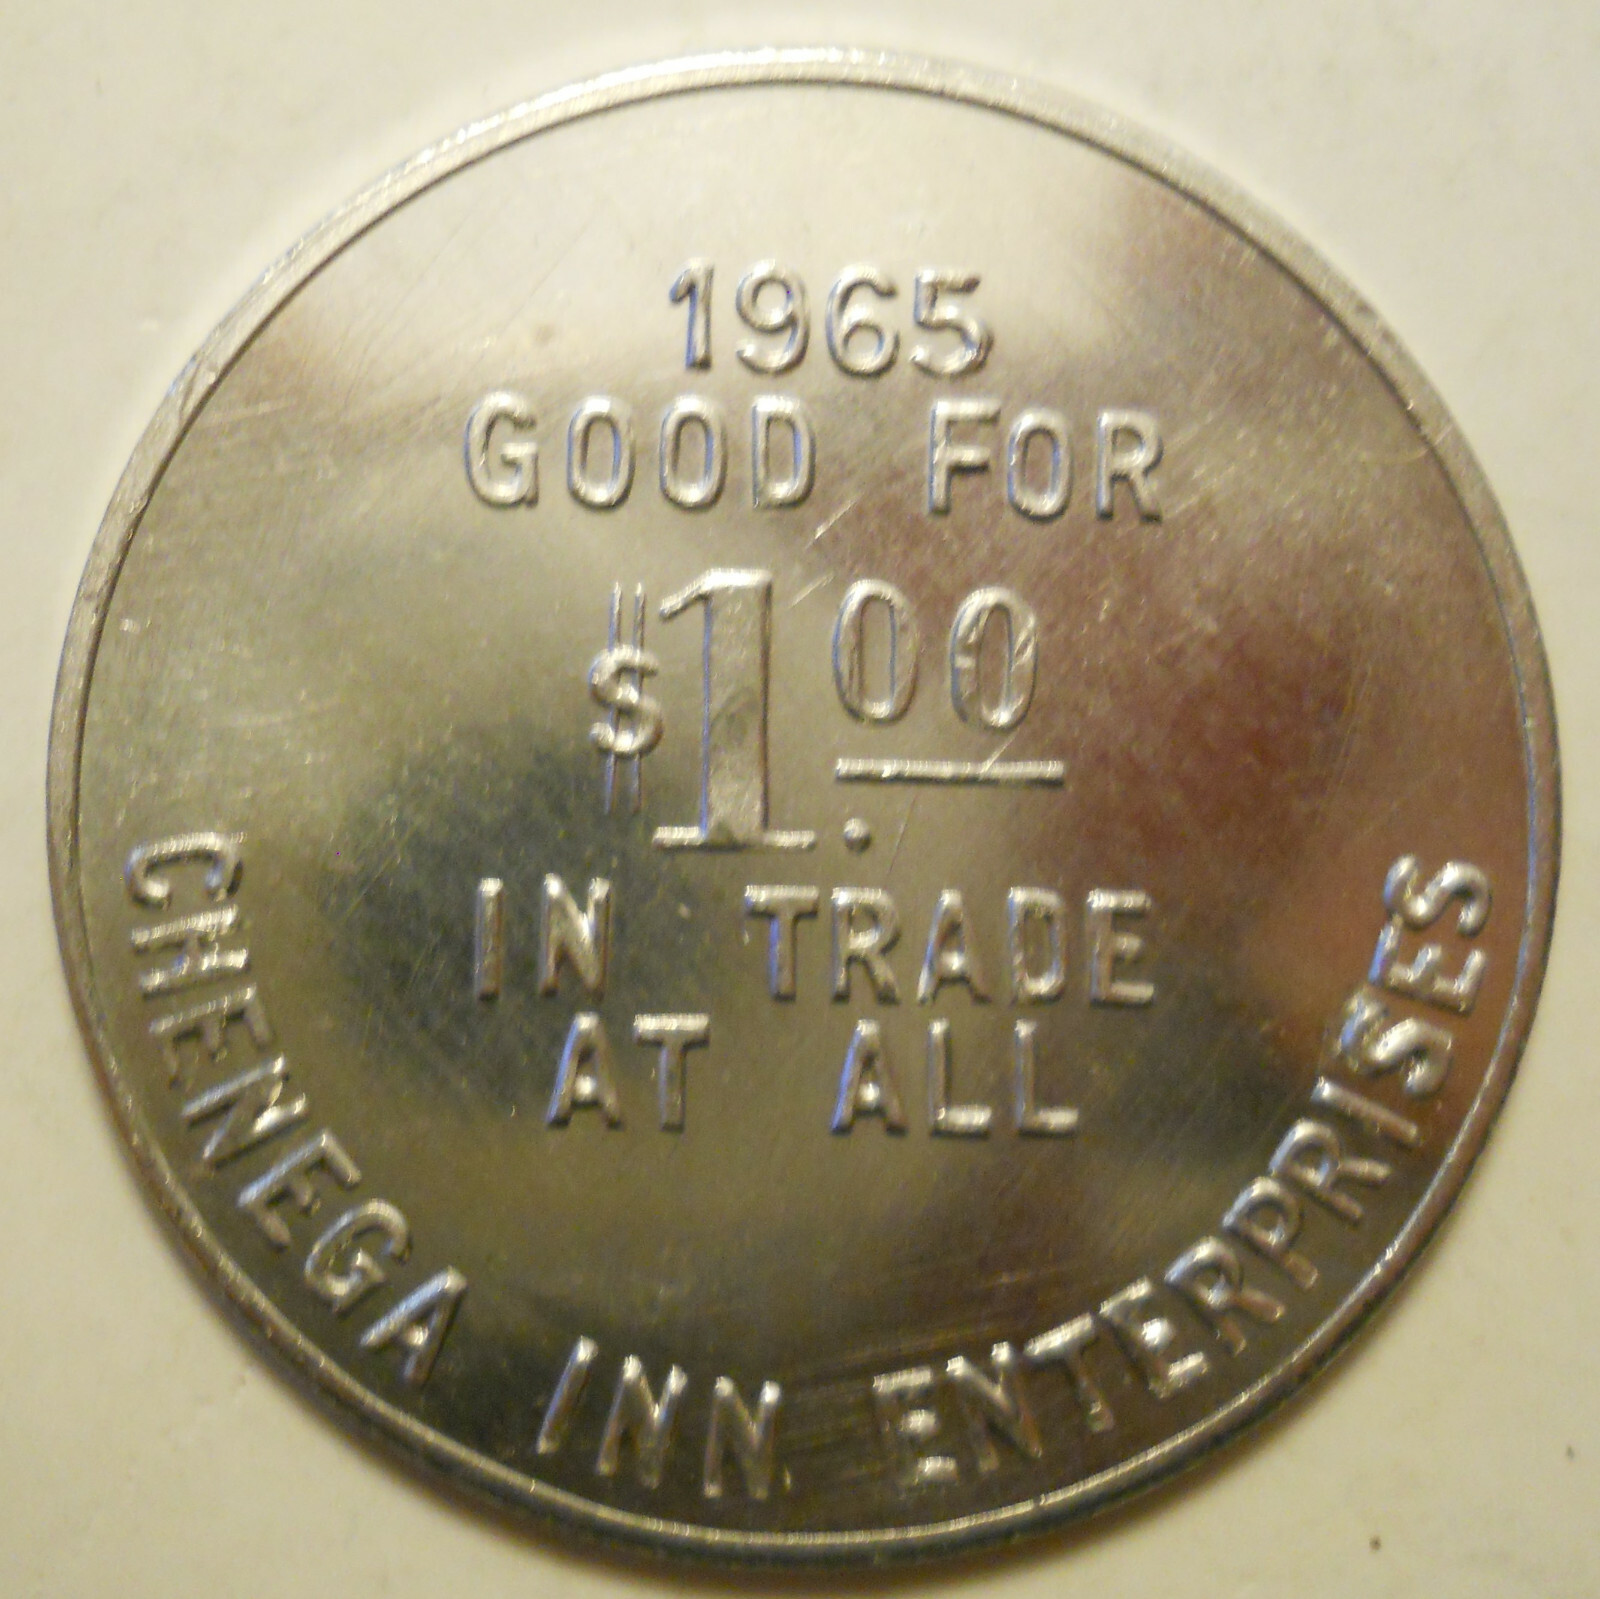 1965
GOOD FOR
$1.00
IN TRADE
AT ALL
CHENEGA INN ENTERPRISES